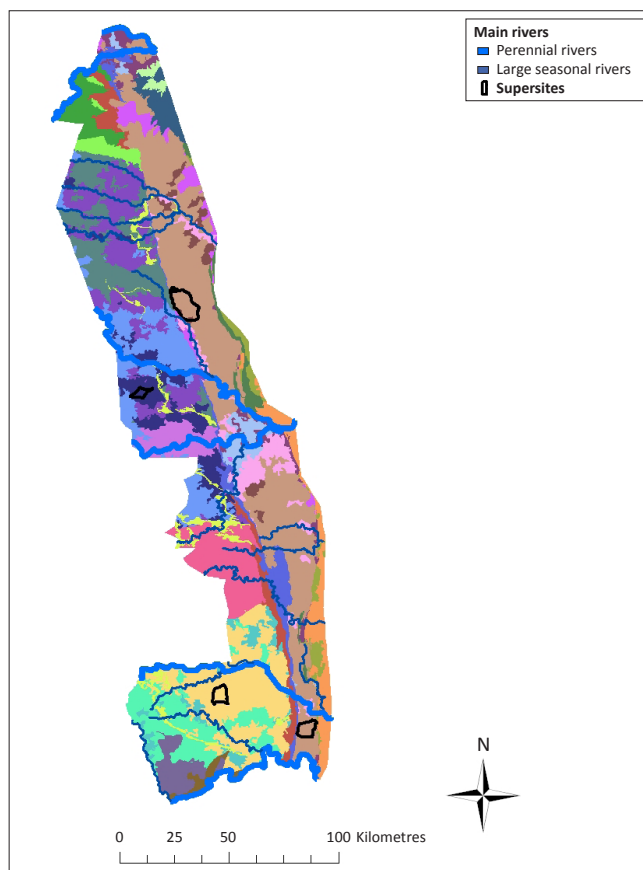 Main rivers
Perennial rivers
Large seasonal rivers
Supersites
N
0 25 50 100 Kilometres